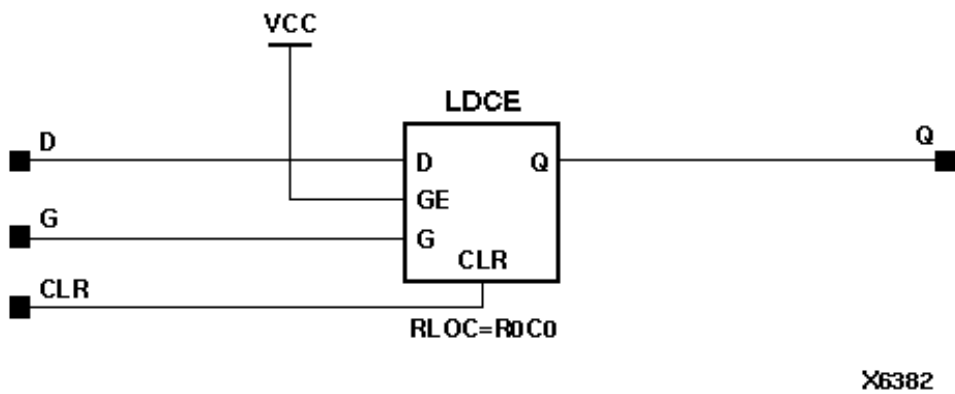 VCC
LDCE
D
Q
D
Q
GE
G
G
CLR
CLR
RLOC=R0C0
X6382